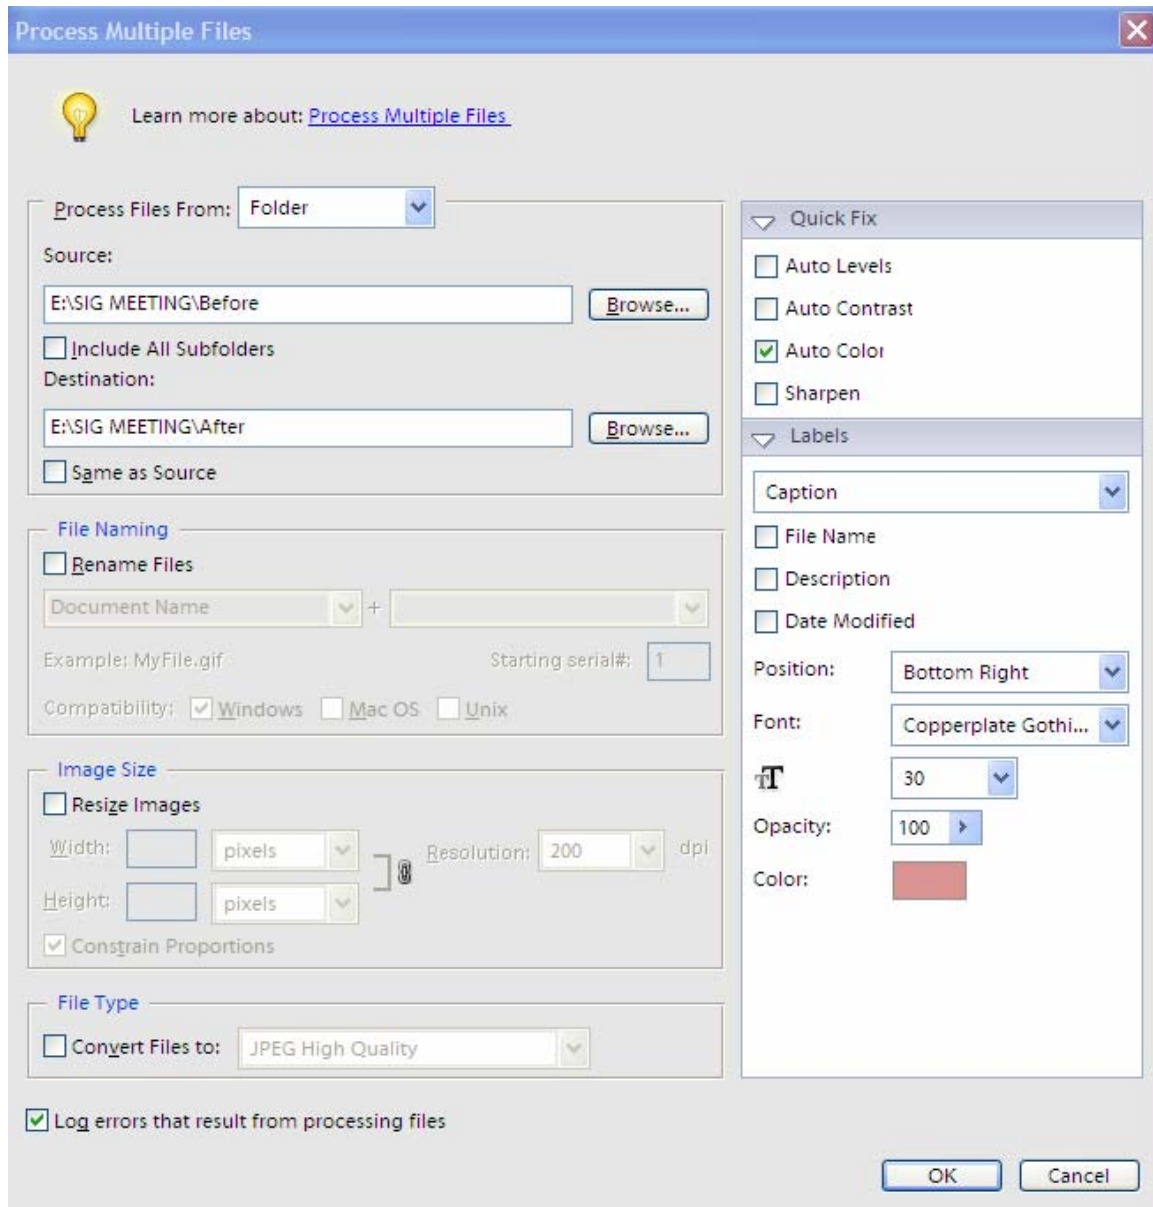 Process Multiple Files
Learn more about: Process Multiple Files
Process Files From: Folder
Source:
E:\SIG MEETING\Before
Browse...
Include All Subfolders
Destination:
E:\SIG MEETING\After
Browse...
Same as Source
File Naming
Rename Files
Document Name +
Example: MyFile.gif Starting serial#: 1
Compatibility: Windows Mac OS Unix
Image Size
Resize Images
Width: pixels Resolution: 200 dpi
Height: pixels
Constrain Proportions
File Type
Convert Files to: JPEG High Quality
Log errors that result from processing files
Quick Fix
Auto Levels
Auto Contrast
Auto Color
Sharpen
Labels
Caption
File Name
Description
Date Modified
Position: Bottom Right
Font: Copperplate Gothi...
TT 30
Opacity: 100
Color:
OK Cancel